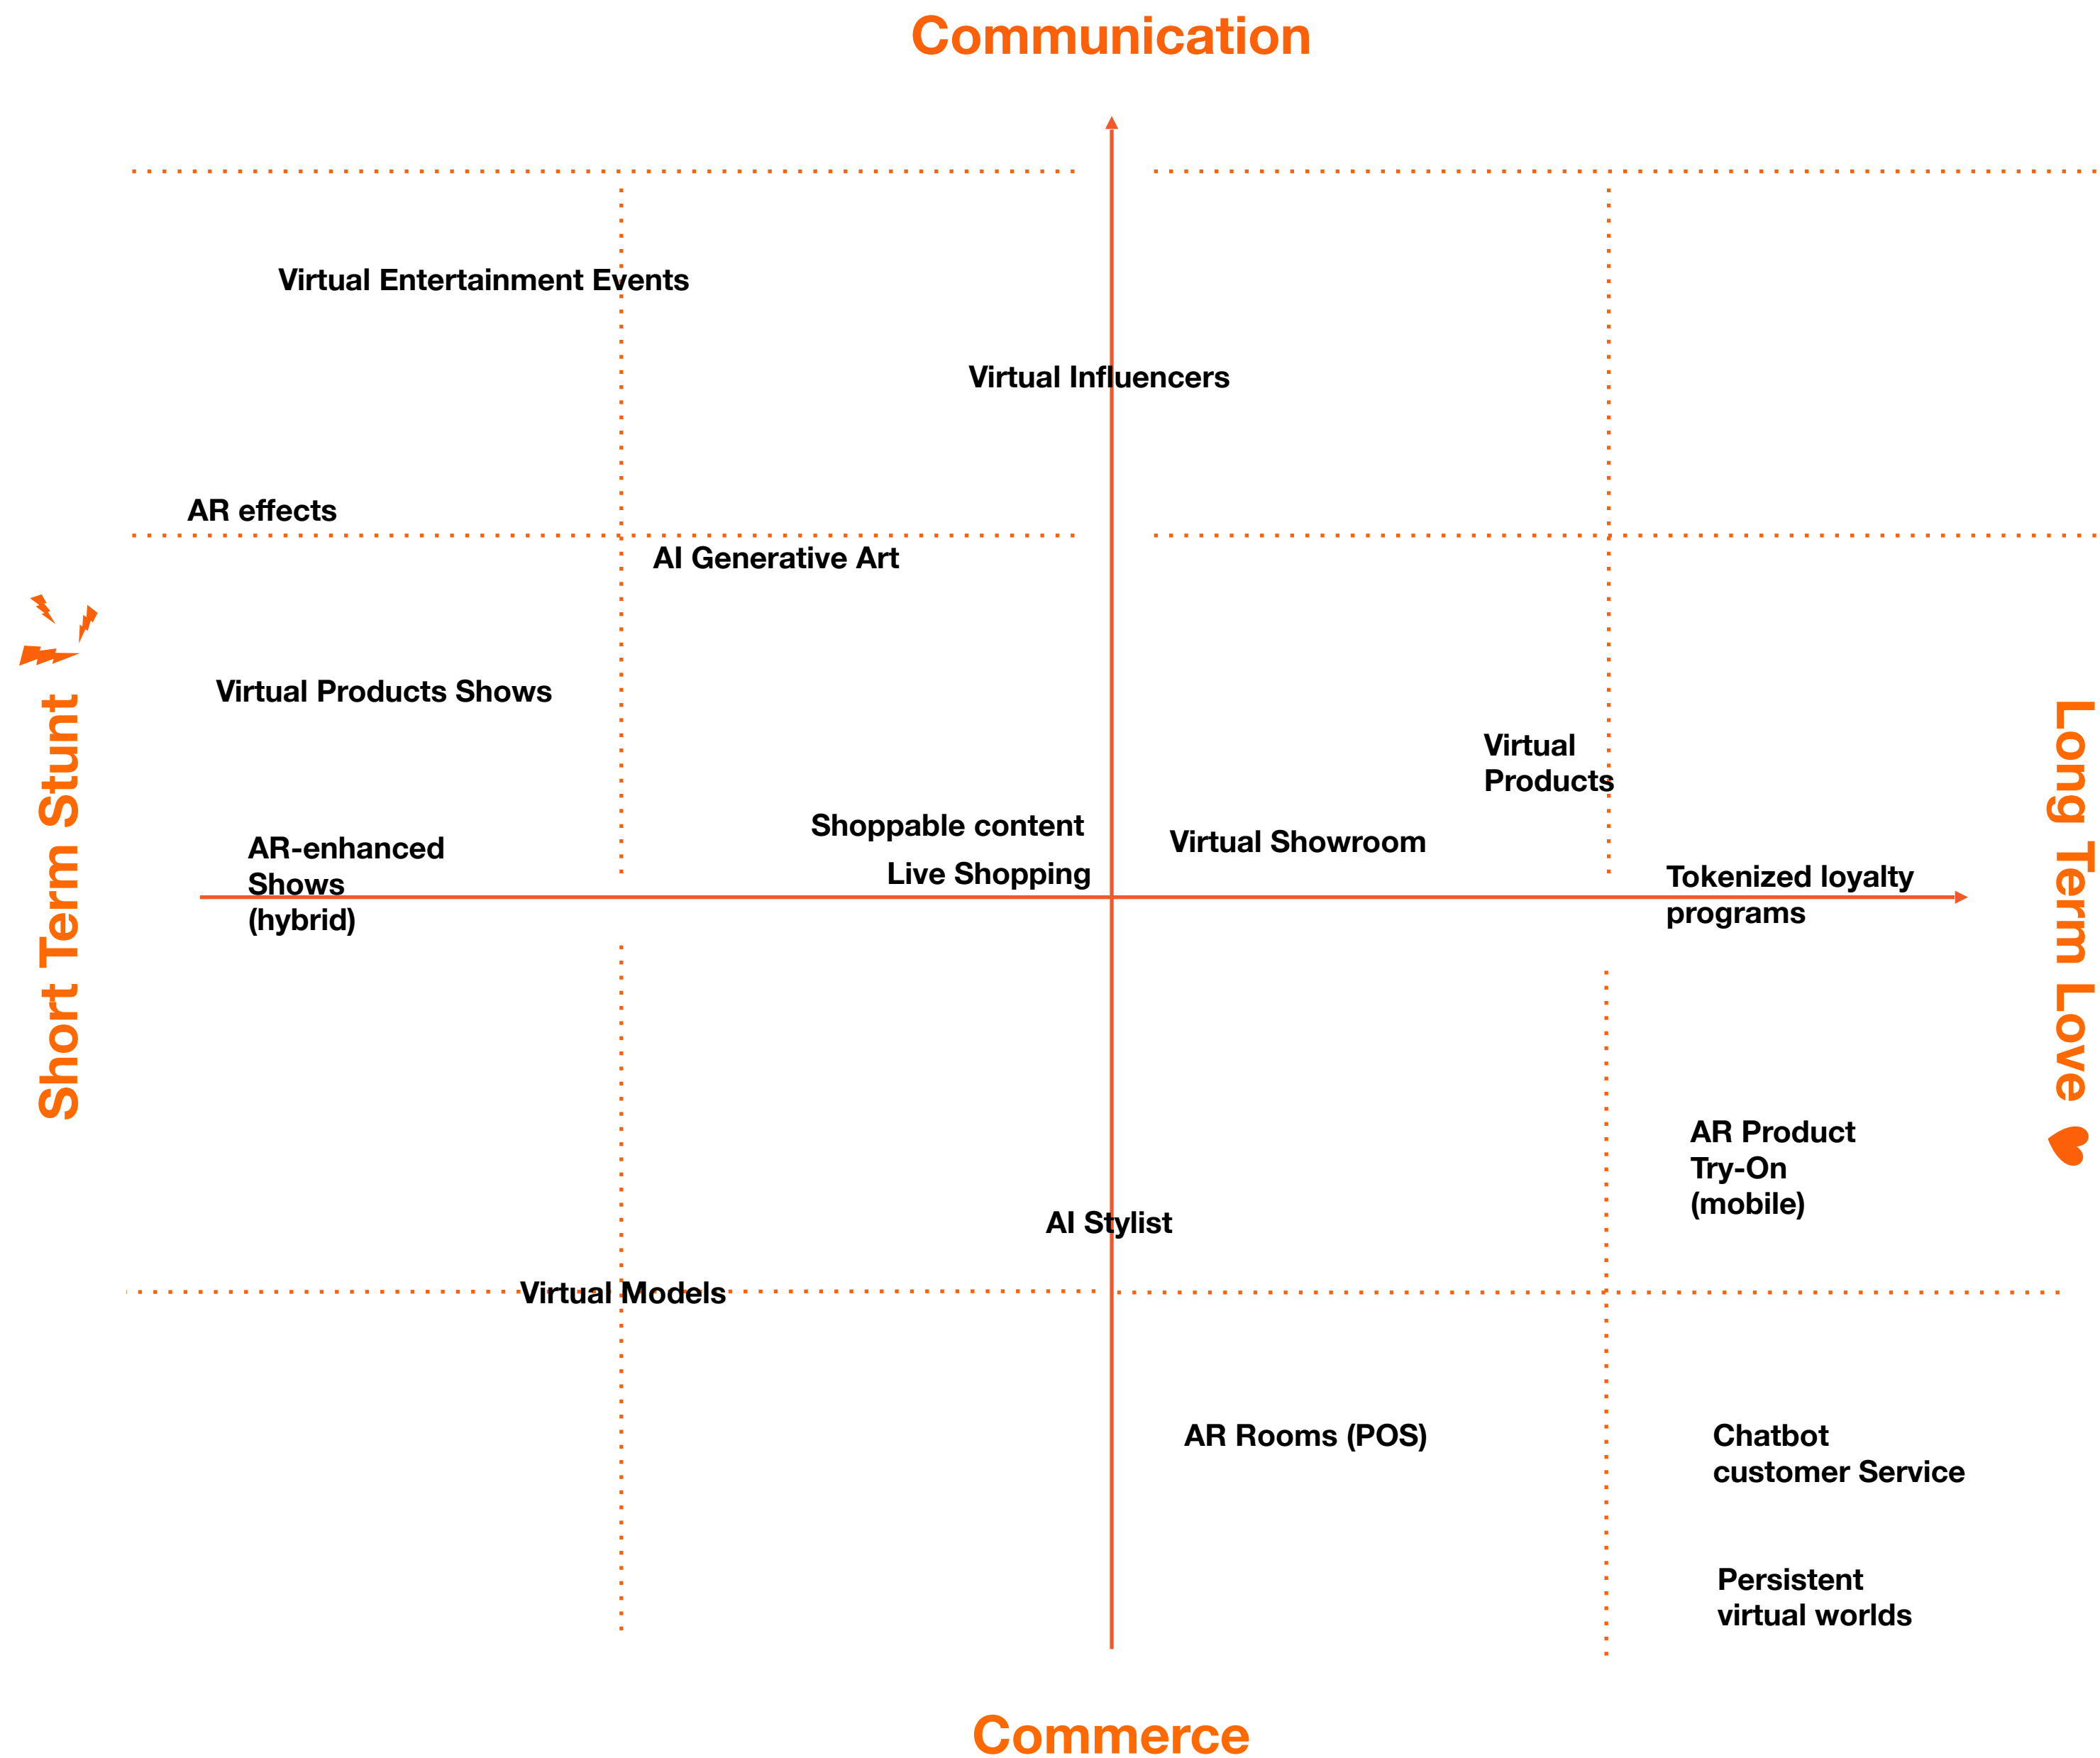 Communication
Virtual Entertainment Events
Virtual Influencers
AR effects
AI Generative Art
Short Term Stunt
Virtual Products Shows
Long Term Love
Virtual
Products
Shoppable content
Virtual Showroom
AR-enhanced
Shows
(hybrid)
Live Shopping
Tokenized loyalty
programs
AR Product
Try-On
(mobile)
AI Stylist
Virtual Models
AR Rooms (POS)
Chatbot
customer Service
Persistent
virtual worlds
Commerce